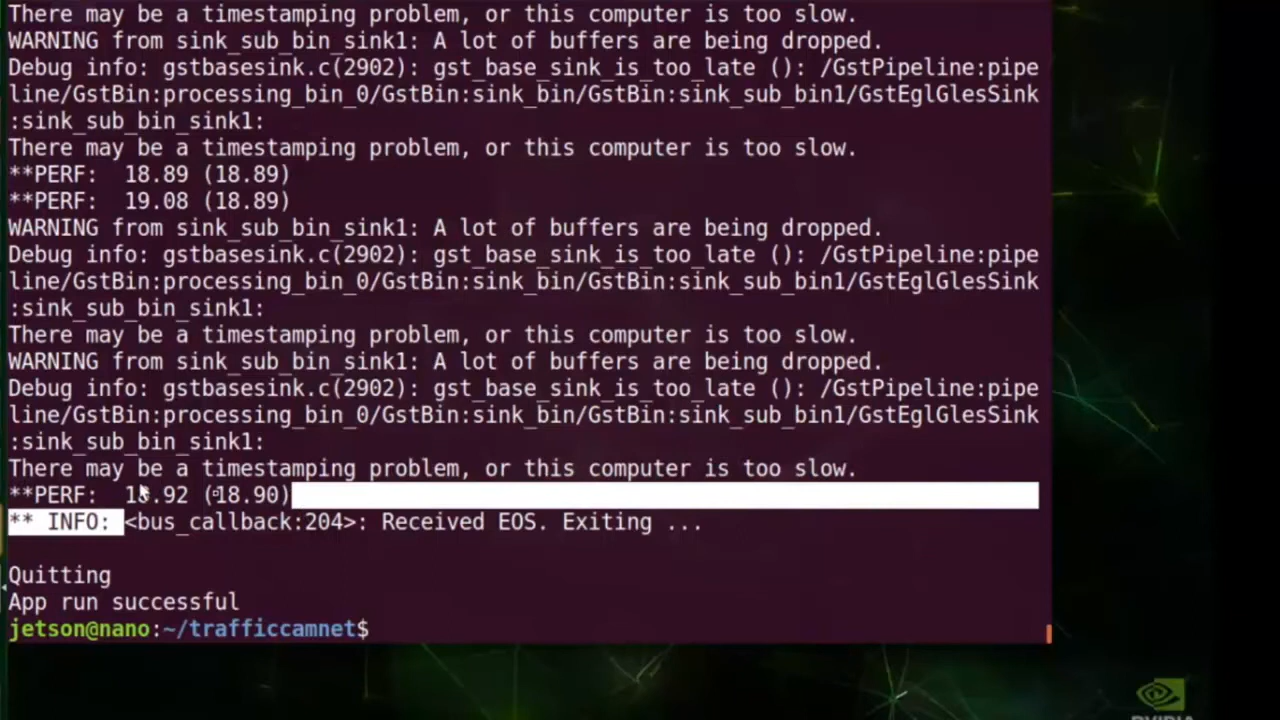 There may be a timestamping problem, or this computer is too slow.
WARNING from sink_sub_bin_sink1: A lot of buffers are being dropped.
Debug info: gstbasesink.c(2902): gst_base_sink_is_too_late (): /GstPipeline:pipe
line/GstBin:processing_bin_0/GstBin:sink_bin/GstBin:sink_sub_bin1/GstEglGlesSink
:sink_sub_bin_sink1:
There may be a timestamping problem, or this computer is too slow.
**PERF:  18.89 (18.89)
**PERF:  19.08 (18.89)
WARNING from sink_sub_bin_sink1: A lot of buffers are being dropped.
Debug info: gstbasesink.c(2902): gst_base_sink_is_too_late (): /GstPipeline:pipe
line/GstBin:processing_bin_0/GstBin:sink_bin/GstBin:sink_sub_bin1/GstEglGlesSink
:sink_sub_bin_sink1:
There may be a timestamping problem, or this computer is too slow.
WARNING from sink_sub_bin_sink1: A lot of buffers are being dropped.
Debug info: gstbasesink.c(2902): gst_base_sink_is_too_late (): /GstPipeline:pipe
line/GstBin:processing_bin_0/GstBin:sink_bin/GstBin:sink_sub_bin1/GstEglGlesSink
:sink_sub_bin_sink1:
There may be a timestamping problem, or this computer is too slow.
**PERF:  18.92 (18.90)
** INFO: <bus_callback:204>: Received EOS. Exiting ...
Quitting
App run successful
jetson@nano:~/trafficcamnet$